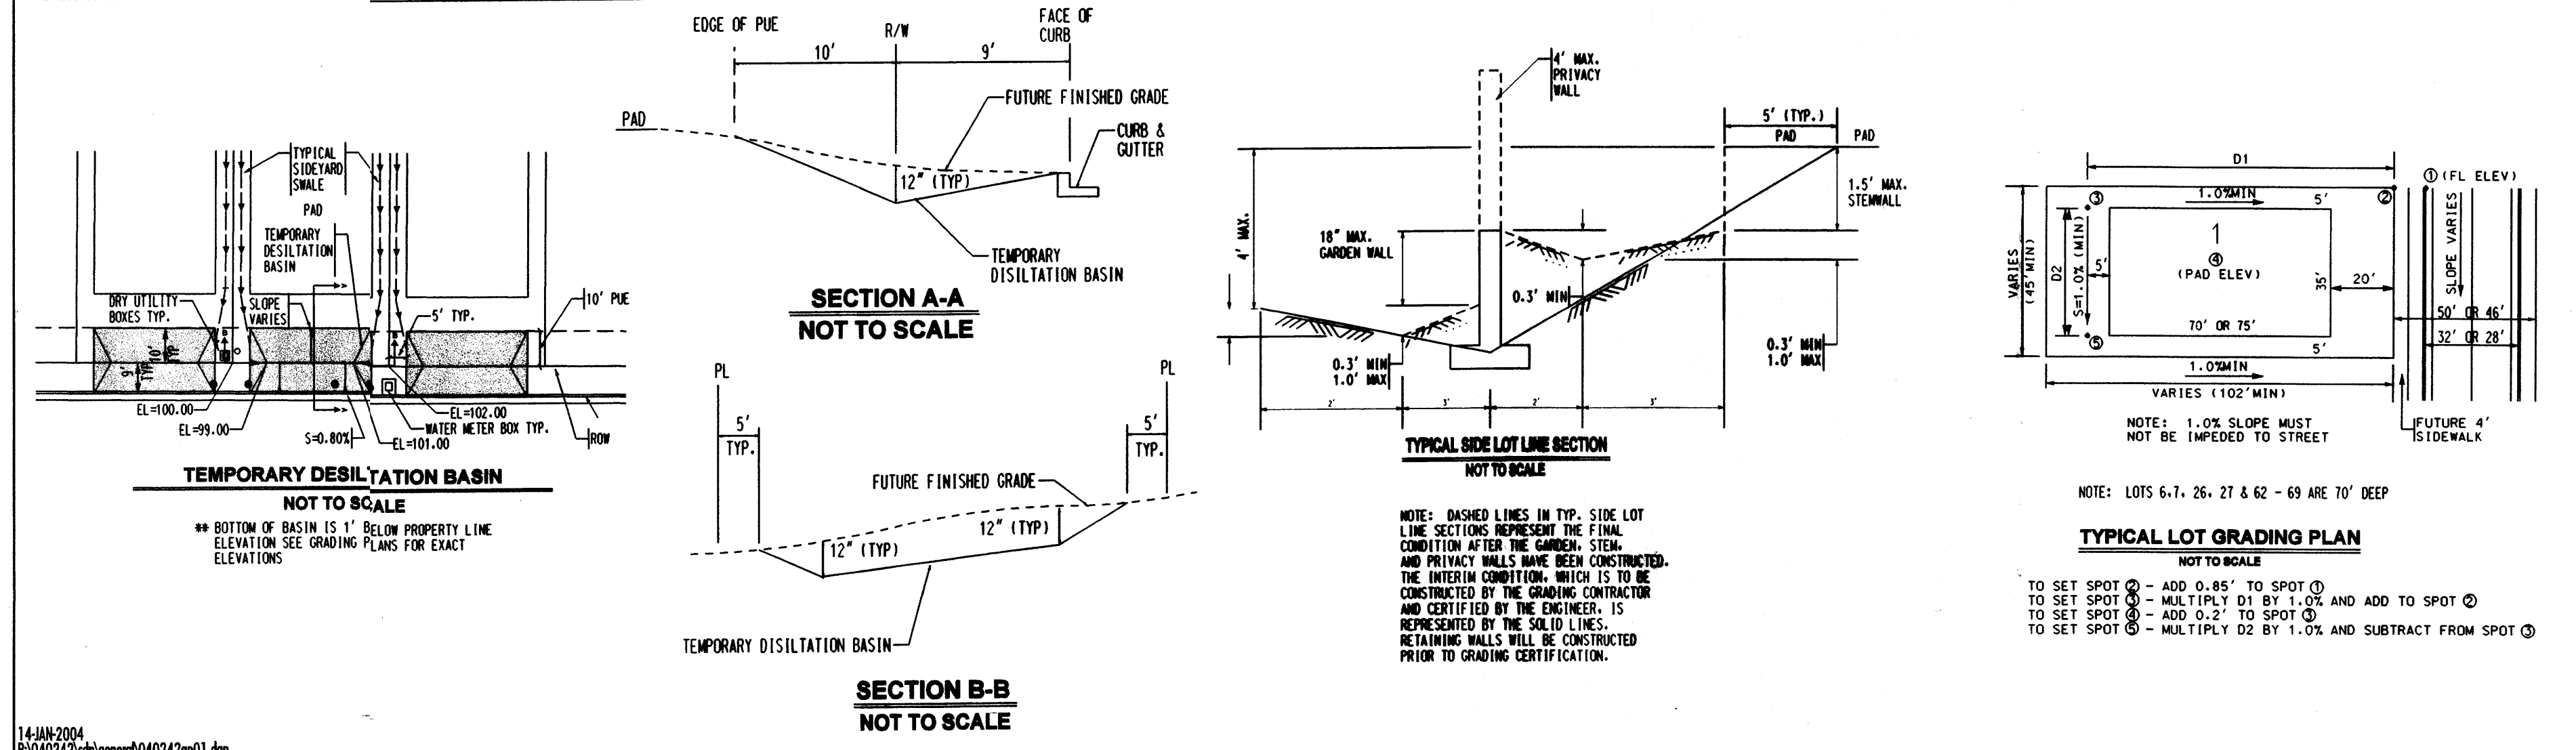 TYPICAL
SIDEYARD
SWALE
PAD
TEMPORARY
DESILTATION
BASIN
DRY UTILITY
BOXES TYP.
SLOPE
VARIES
5' TYP.
10' PUE
10'
TYP
9'
TYP
EL=100.00
EL=99.00
S=0.80%
EL=102.00
WATER METER BOX TYP.
EL=101.00
ROW
TEMPORARY DESILTATION BASIN
NOT TO SCALE
** BOTTOM OF BASIN IS 1' BELOW PROPERTY LINE
ELEVATION SEE GRADING PLANS FOR EXACT
ELEVATIONS
14-JAN-2004
EDGE OF PUE
R/W
FACE OF
CURB
10'
9'
FUTURE FINISHED GRADE
PAD
CURB &
GUTTER
12" (TYP)
TEMPORARY
DISILTATION BASIN
SECTION A-A
NOT TO SCALE
PL
PL
5'
TYP.
5'
TYP.
FUTURE FINISHED GRADE
12" (TYP)
12" (TYP)
TEMPORARY DISILTATION BASIN
SECTION B-B
NOT TO SCALE
4' MAX.
PRIVACY
WALL
5' (TYP.)
PAD
PAD
4' MAX.
18" MAX.
GARDEN WALL
1.5' MAX.
STEMWALL
0.3' MIN
0.3' MIN
1.0' MAX
0.3' MIN
1.0' MAX
2'
3'
2'
3'
TYPICAL SIDE LOT LINE SECTION
NOT TO SCALE
NOTE: DASHED LINES IN TYP. SIDE LOT
LINE SECTIONS REPRESENT THE FINAL
CONDITION AFTER THE GARDEN, STEM,
AND PRIVACY WALLS HAVE BEEN CONSTRUCTED.
THE INTERIM CONDITION, WHICH IS TO BE
CONSTRUCTED BY THE GRADING CONTRACTOR
AND CERTIFIED BY THE ENGINEER, IS
REPRESENTED BY THE SOLID LINES.
RETAINING WALLS WILL BE CONSTRUCTED
PRIOR TO GRADING CERTIFICATION.
D1
① (FL ELEV)
1.0%MIN
③
5'
②
VARIES
(45'MIN)
D2
S=1.0% (MIN)
5'
1
④
(PAD ELEV)
35'
20'
SLOPE VARIES
50' OR 46'
32' OR 28'
70' OR 75'
⑤
5'
1.0%MIN
VARIES (102'MIN)
NOTE: 1.0% SLOPE MUST
NOT BE IMPEDED TO STREET
FUTURE 4'
SIDEWALK
NOTE: LOTS 6,7, 26, 27 & 62 - 69 ARE 70' DEEP
TYPICAL LOT GRADING PLAN
NOT TO SCALE
TO SET SPOT ② - ADD 0.85' TO SPOT ①
TO SET SPOT ③ - MULTIPLY D1 BY 1.0% AND ADD TO SPOT ②
TO SET SPOT ④ - ADD 0.2' TO SPOT ③
TO SET SPOT ⑤ - MULTIPLY D2 BY 1.0% AND SUBTRACT FROM SPOT ③